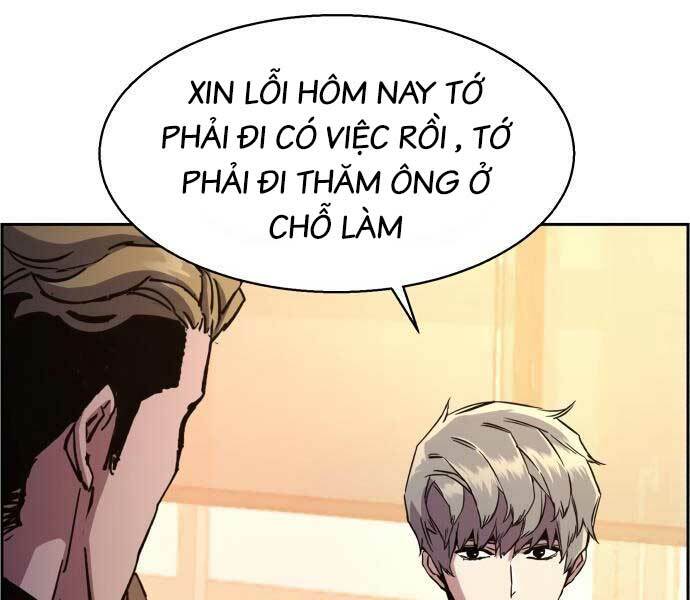 XIN LỖI HÔM NAY TỚ
PHẢI ĐI CÓ VIỆC RỒI , TỚ
PHẢI ĐI THĂM ÔNG Ở
CHỖ LÀM